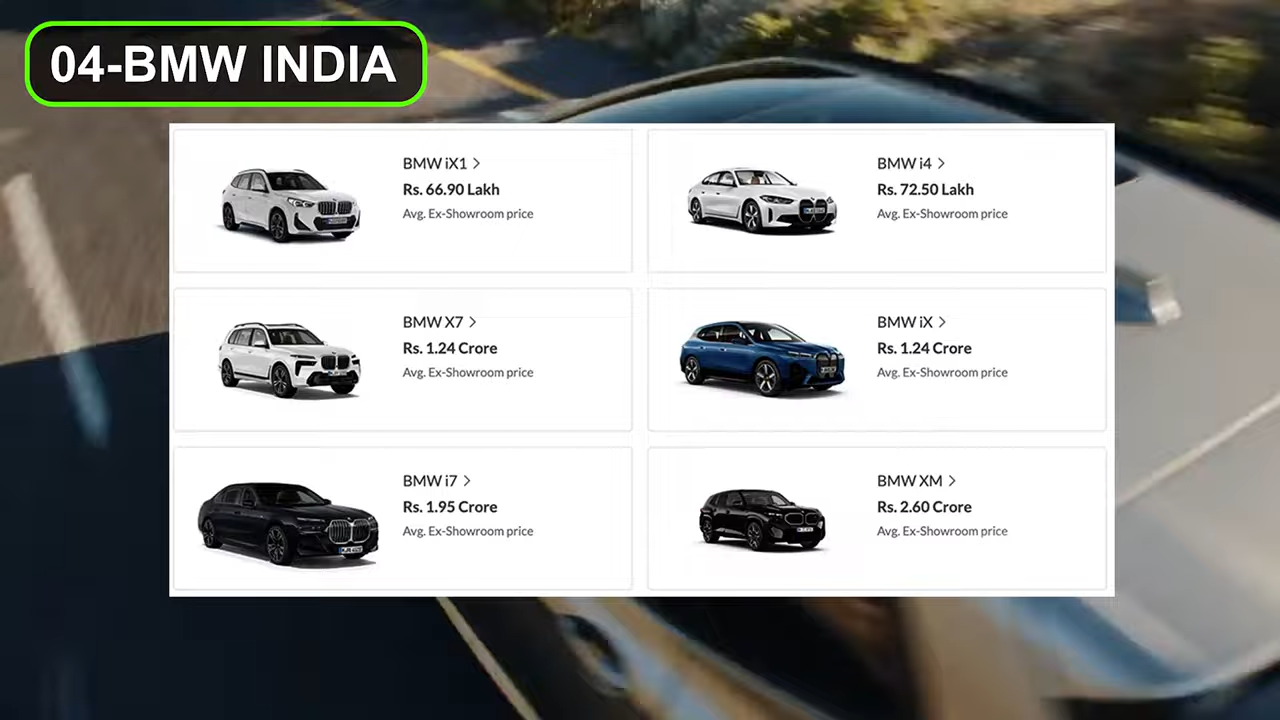 04-BMW INDIA
BMW iX1 >
Rs. 66.90 Lakh
Avg. Ex-Showroom price
BMW i4 >
Rs. 72.50 Lakh
Avg. Ex-Showroom price
BMW X7 >
Rs. 1.24 Crore
Avg. Ex-Showroom price
BMW iX >
Rs. 1.24 Crore
Avg. Ex-Showroom price
BMW i7 >
Rs. 1.95 Crore
Avg. Ex-Showroom price
BMW XM >
Rs. 2.60 Crore
Avg. Ex-Showroom price